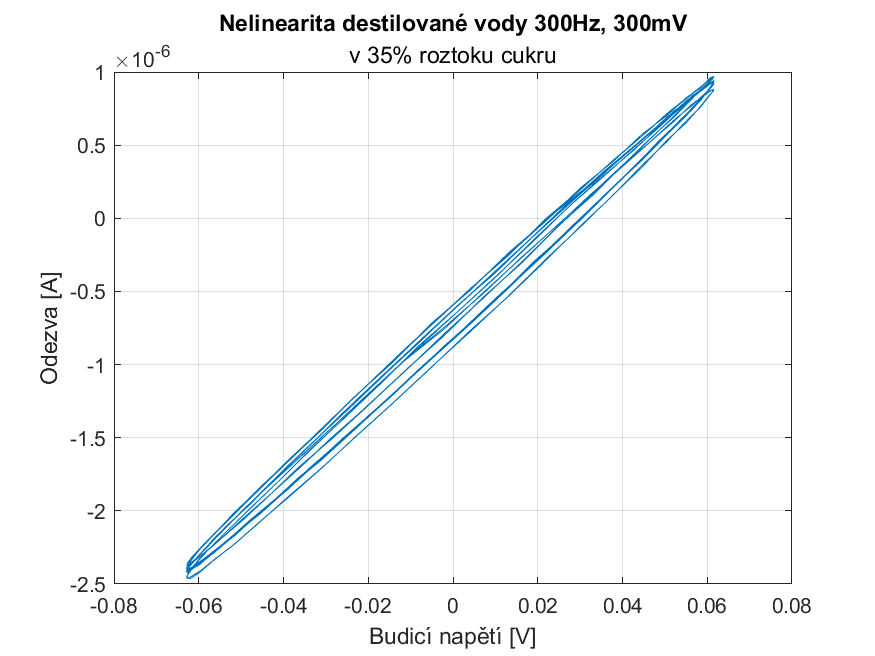 Nelinearita destilované vody 300Hz, 300mV
v 35% roztoku cukru
×10^-6
1
0.5
0
-0.5
-1
-1.5
-2
-2.5
Odezva [A]
-0.08 -0.06 -0.04 -0.02 0 0.02 0.04 0.06 0.08
Budicí napětí [V]